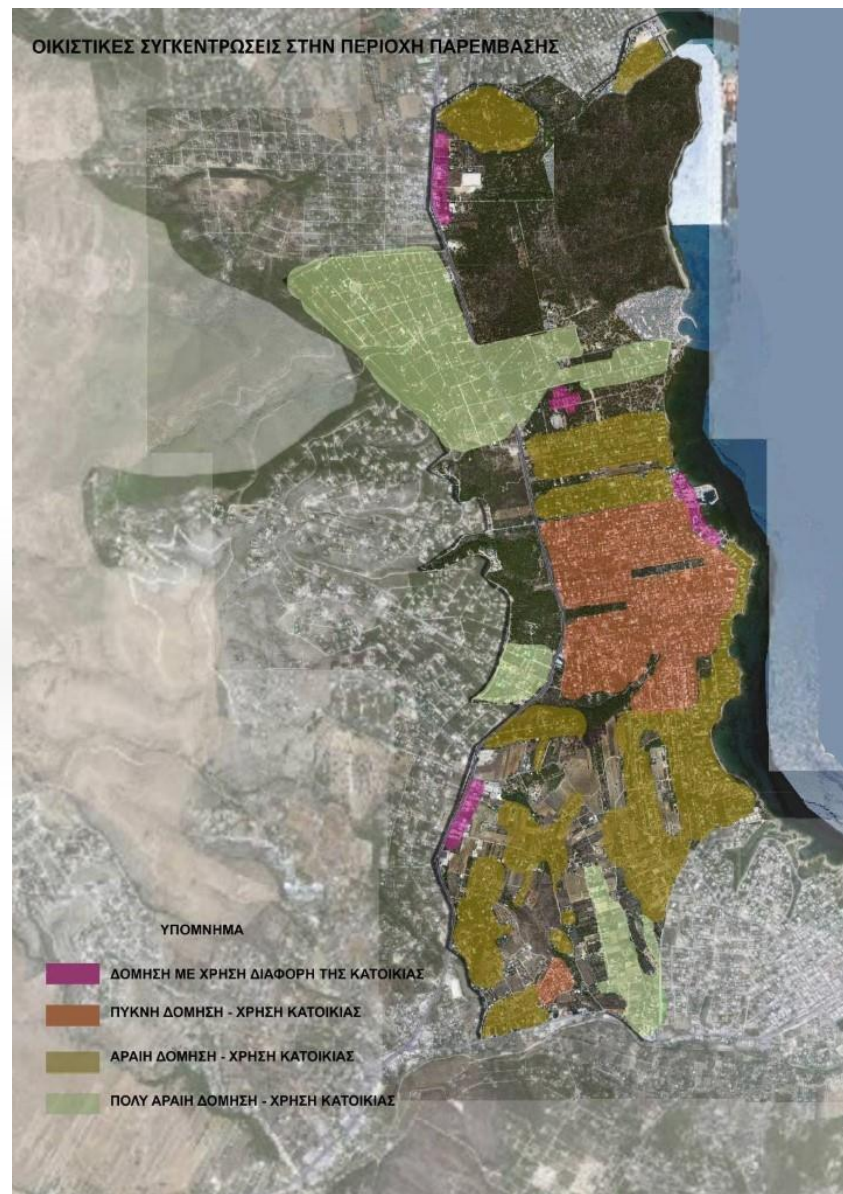 ΟΙΚΙΣΤΙΚΕΣ ΣΥΓΚΕΝΤΡΩΣΕΙΣ ΣΤΗΝ ΠΕΡΙΟΧΗ ΠΑΡΕΜΒΑΣΗΣ
ΥΠΟΜΝΗΜΑ
ΔΟΜΗΣΗ ΜΕ ΧΡΗΣΗ ΔΙΑΦΟΡΗ ΤΗΣ ΚΑΤΟΙΚΙΑΣ
ΠΥΚΝΗ ΔΟΜΗΣΗ - ΧΡΗΣΗ ΚΑΤΟΙΚΙΑΣ
ΑΡΑΙΗ ΔΟΜΗΣΗ - ΧΡΗΣΗ ΚΑΤΟΙΚΙΑΣ
ΠΟΛΥ ΑΡΑΙΗ ΔΟΜΗΣΗ - ΧΡΗΣΗ ΚΑΤΟΙΚΙΑΣ